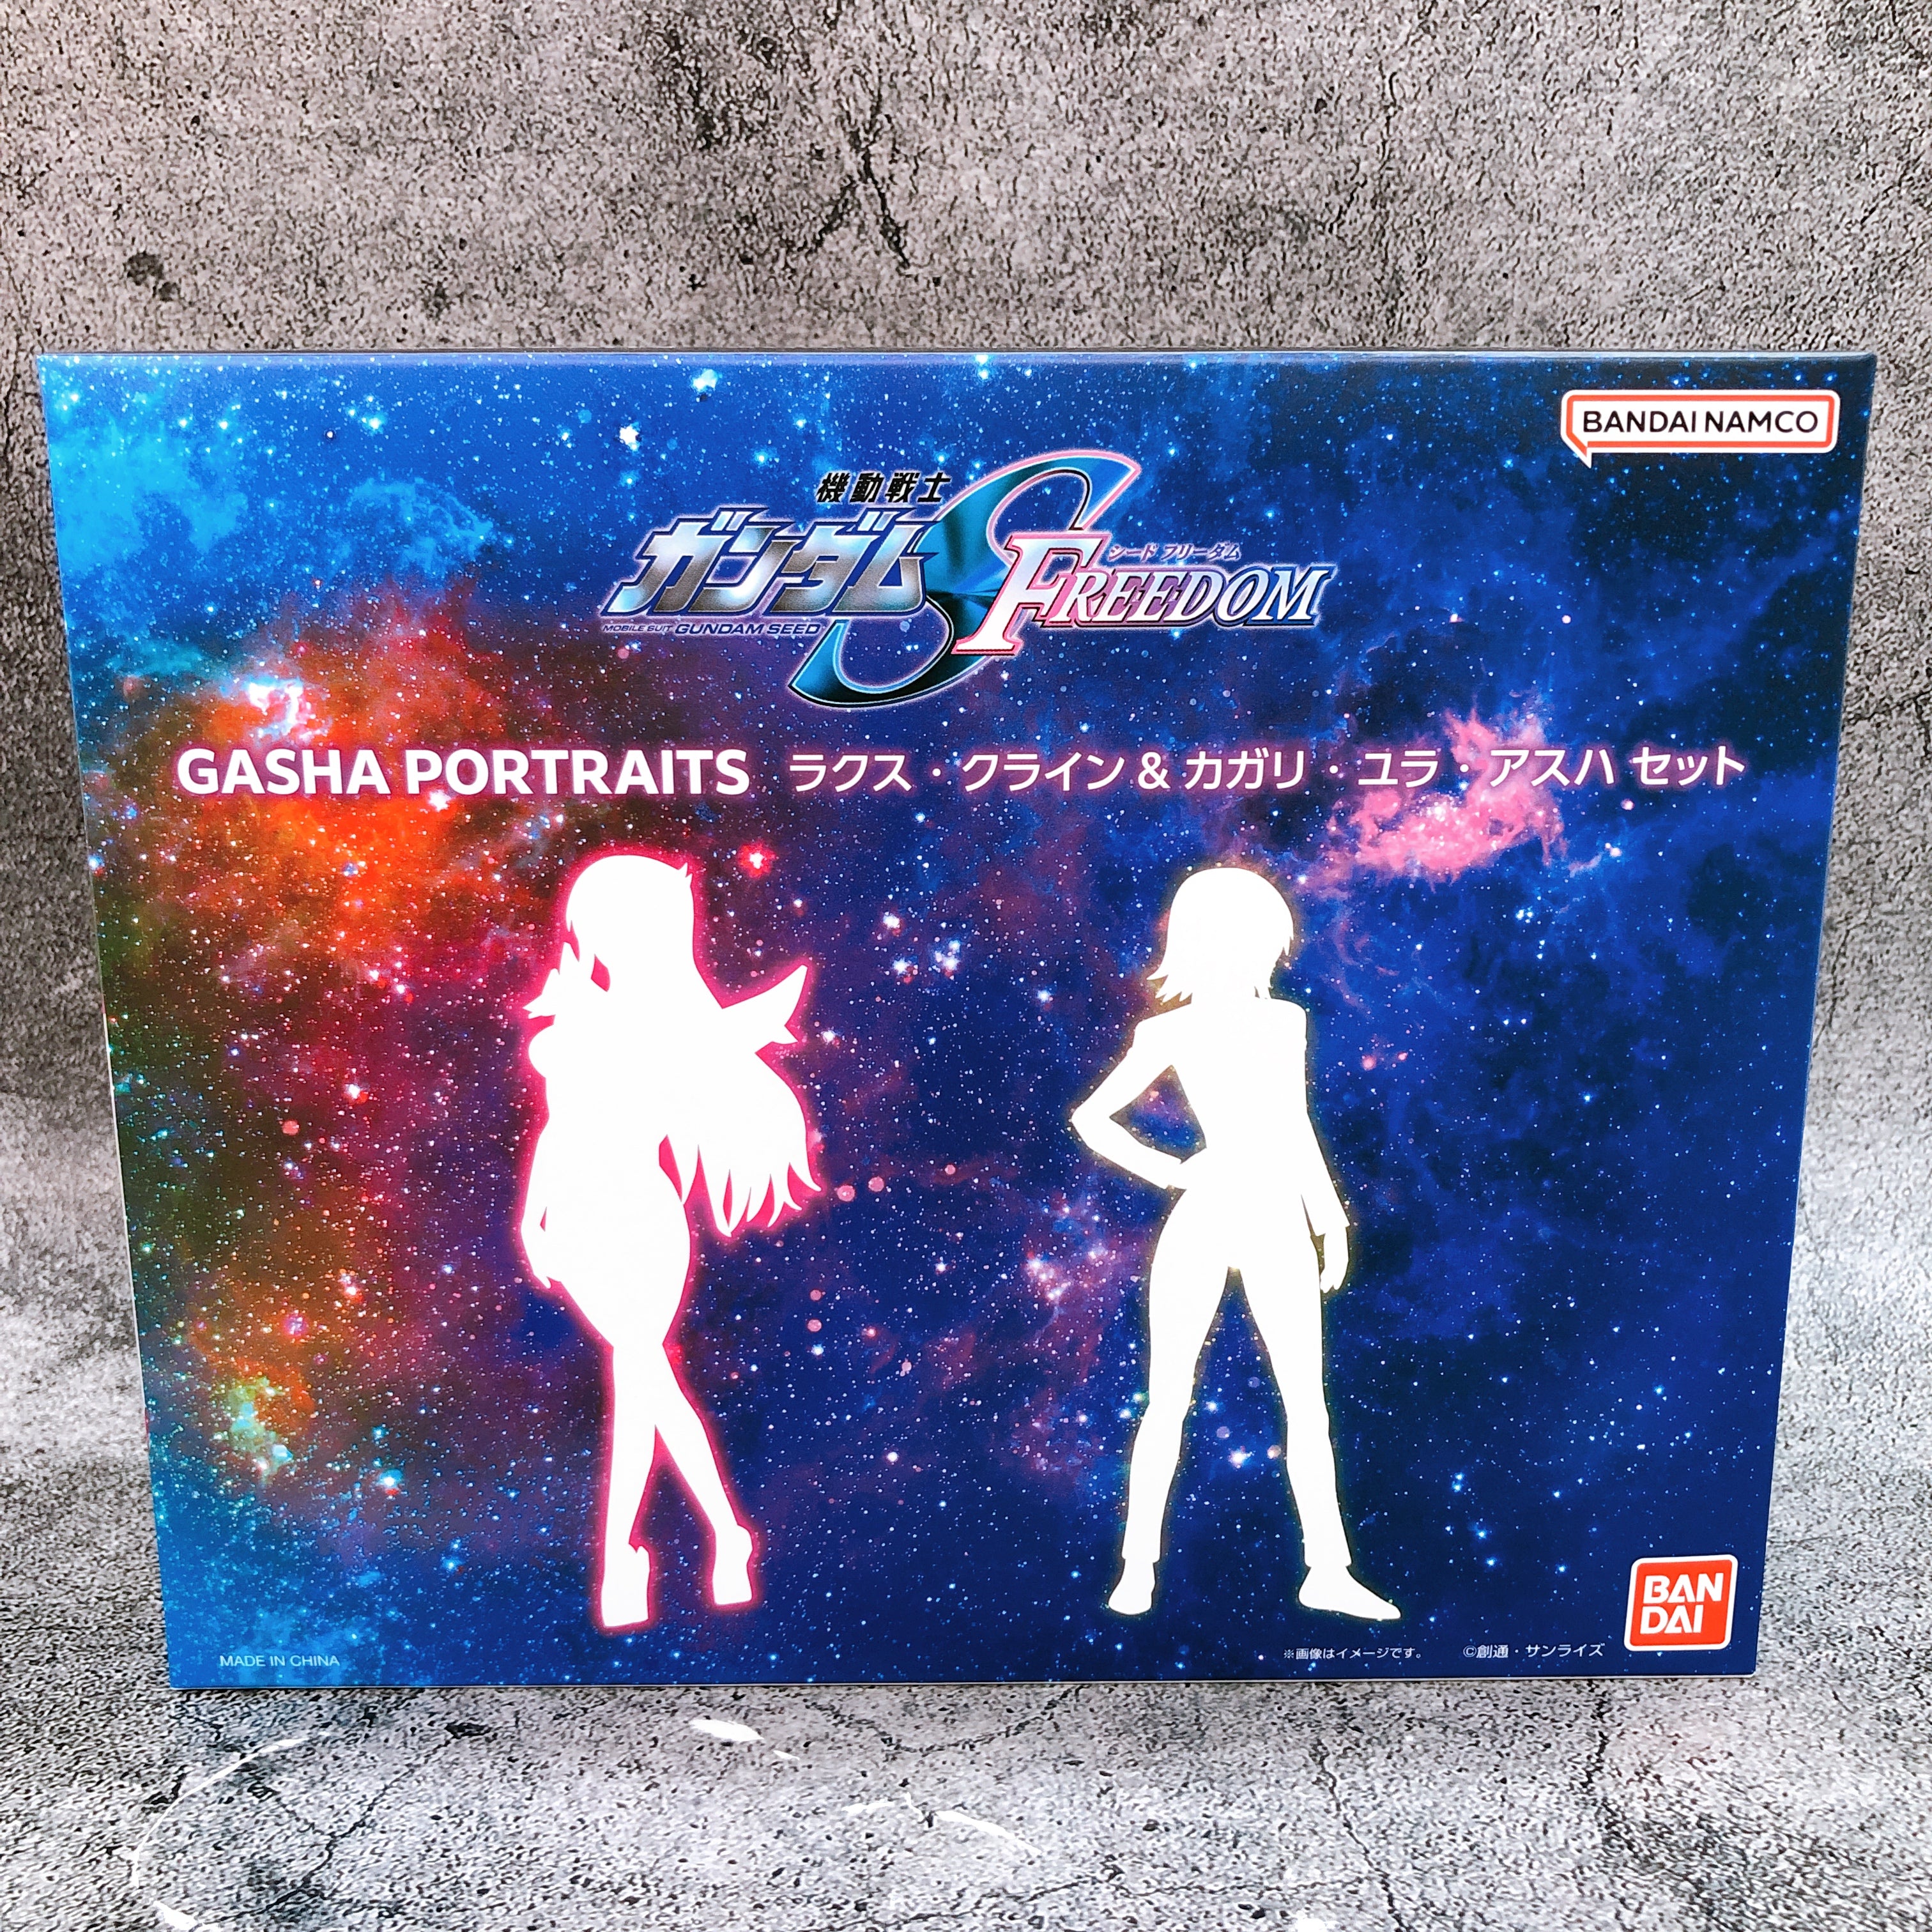 BANDAI NAMCO
機動戦士
ガンダム
シード フリーダム
FREEDOM
MOBILE SUIT GUNDAM SEED
GASHA PORTRAITS ラクス・クライン & カガリ・ユラ・アスハ セット
BAN
DAI
MADE IN CHINA
※画像はイメージです。 ©創通・サンライズ